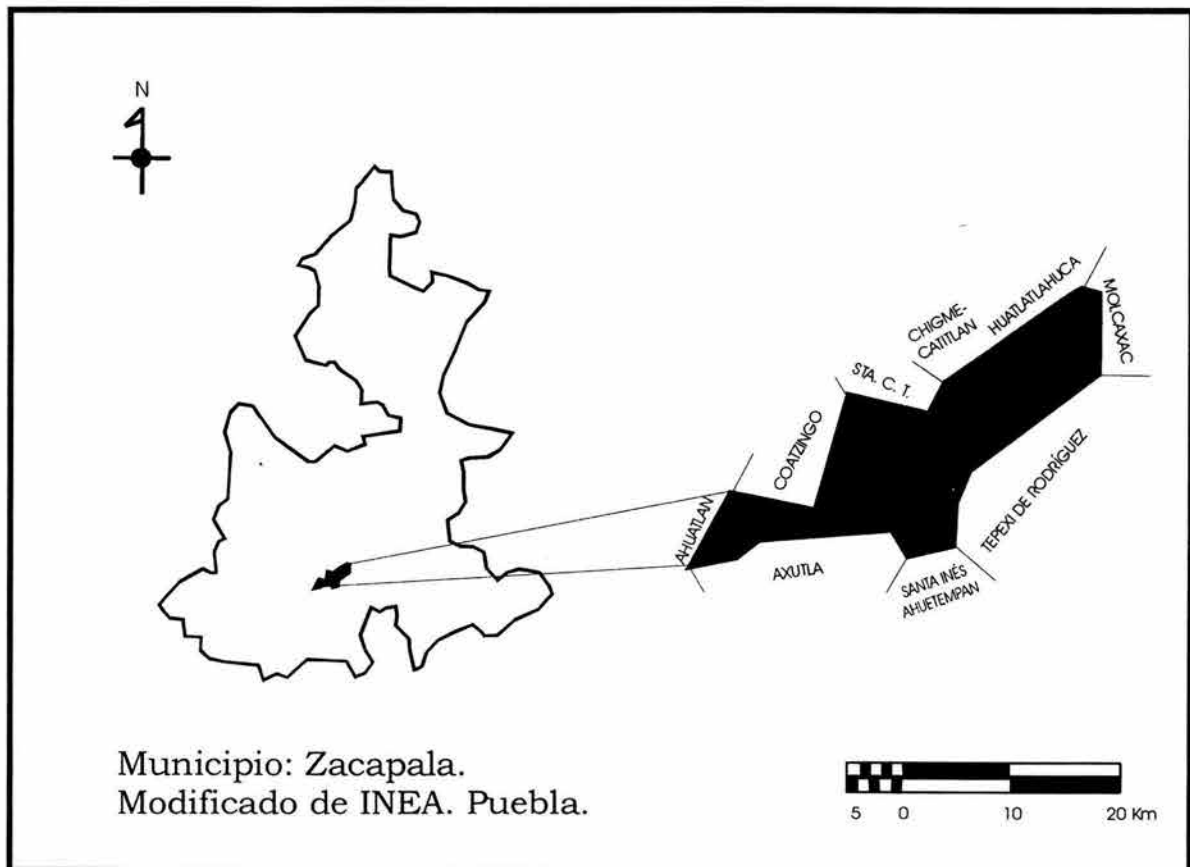 N
CHIGME-
CATITLAN
HUATLATLAHUCA
MOLCAXAC
STA. C. T.
COATZINGO
AHUATLAN
AXUTLA
SANTA INÉS
AHUETEMPAN
TEPEXI DE RODRÍGUEZ
Municipio: Zacapala.
Modificado de INEA. Puebla.
5 0 10 20 Km